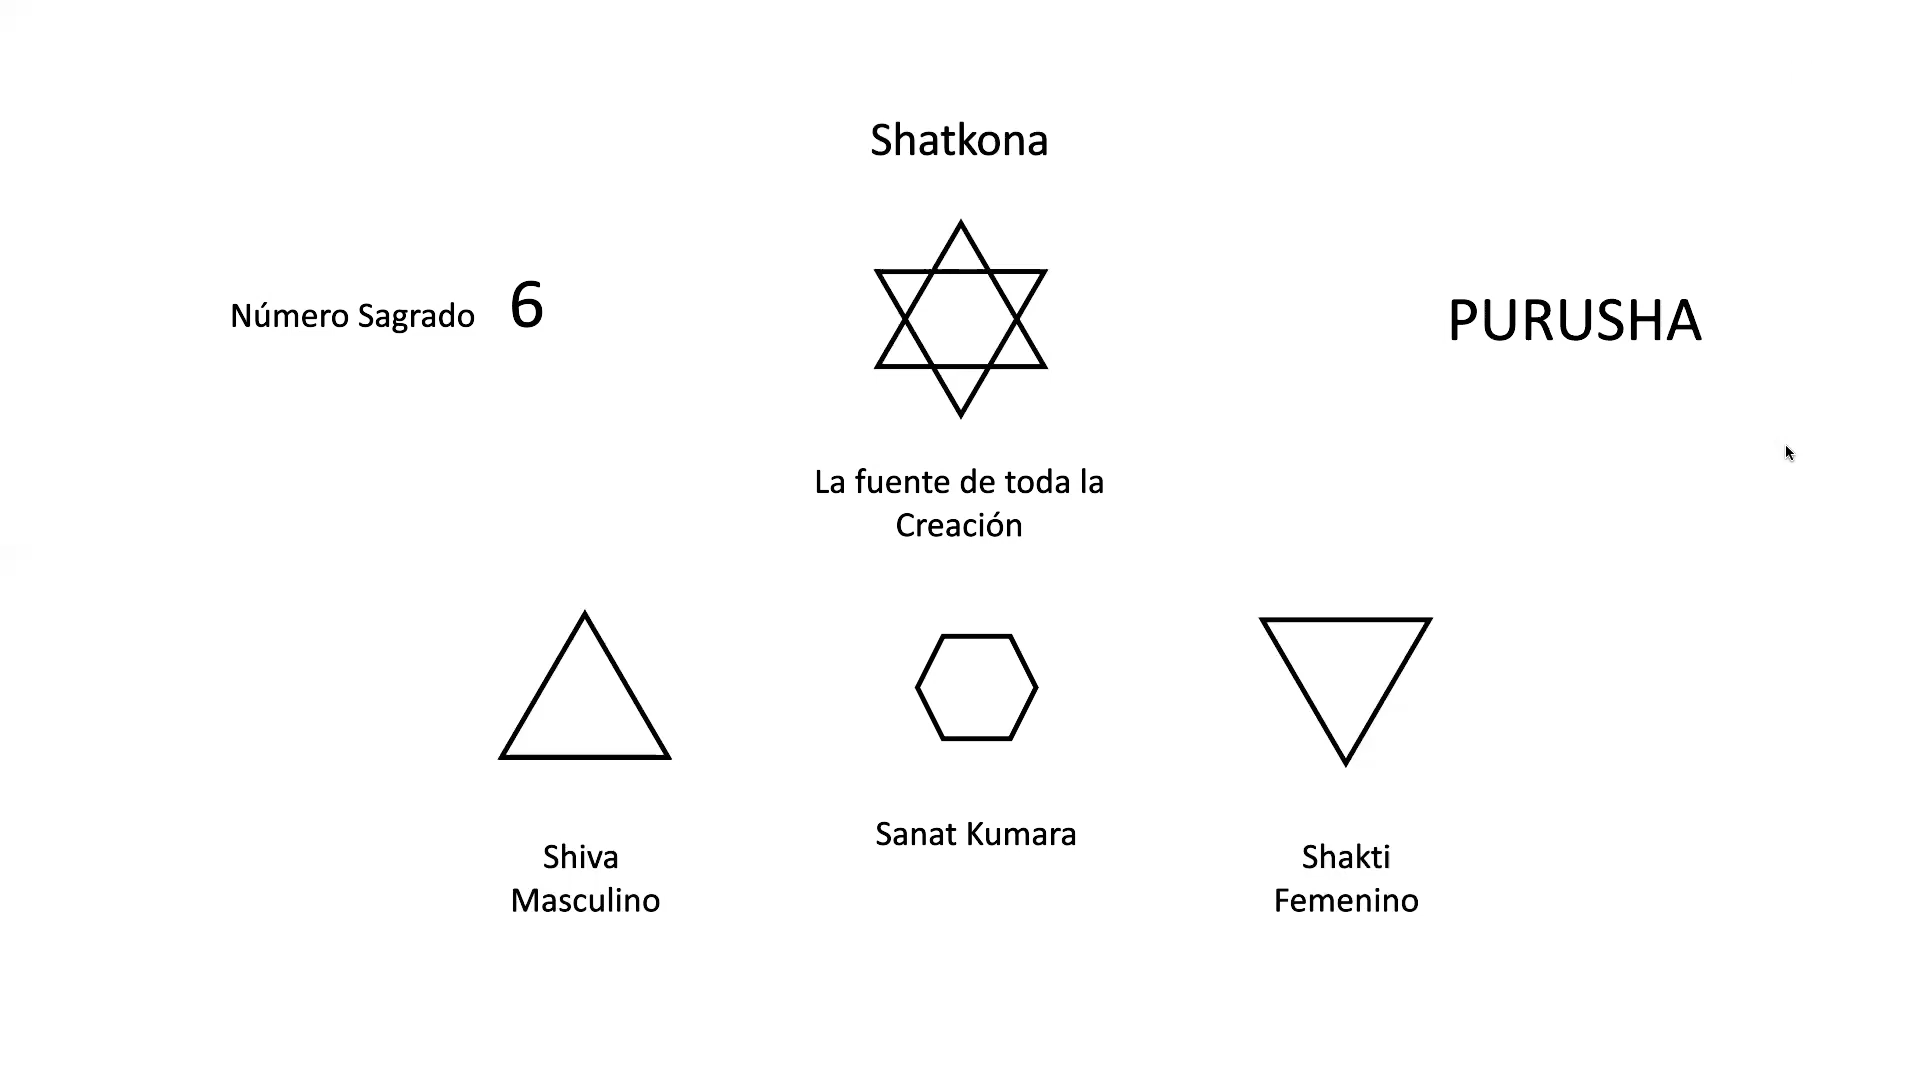 Shatkona
Número Sagrado 6
PURUSHA
La fuente de toda la
Creación
Shiva
Masculino
Sanat Kumara
Shakti
Femenino